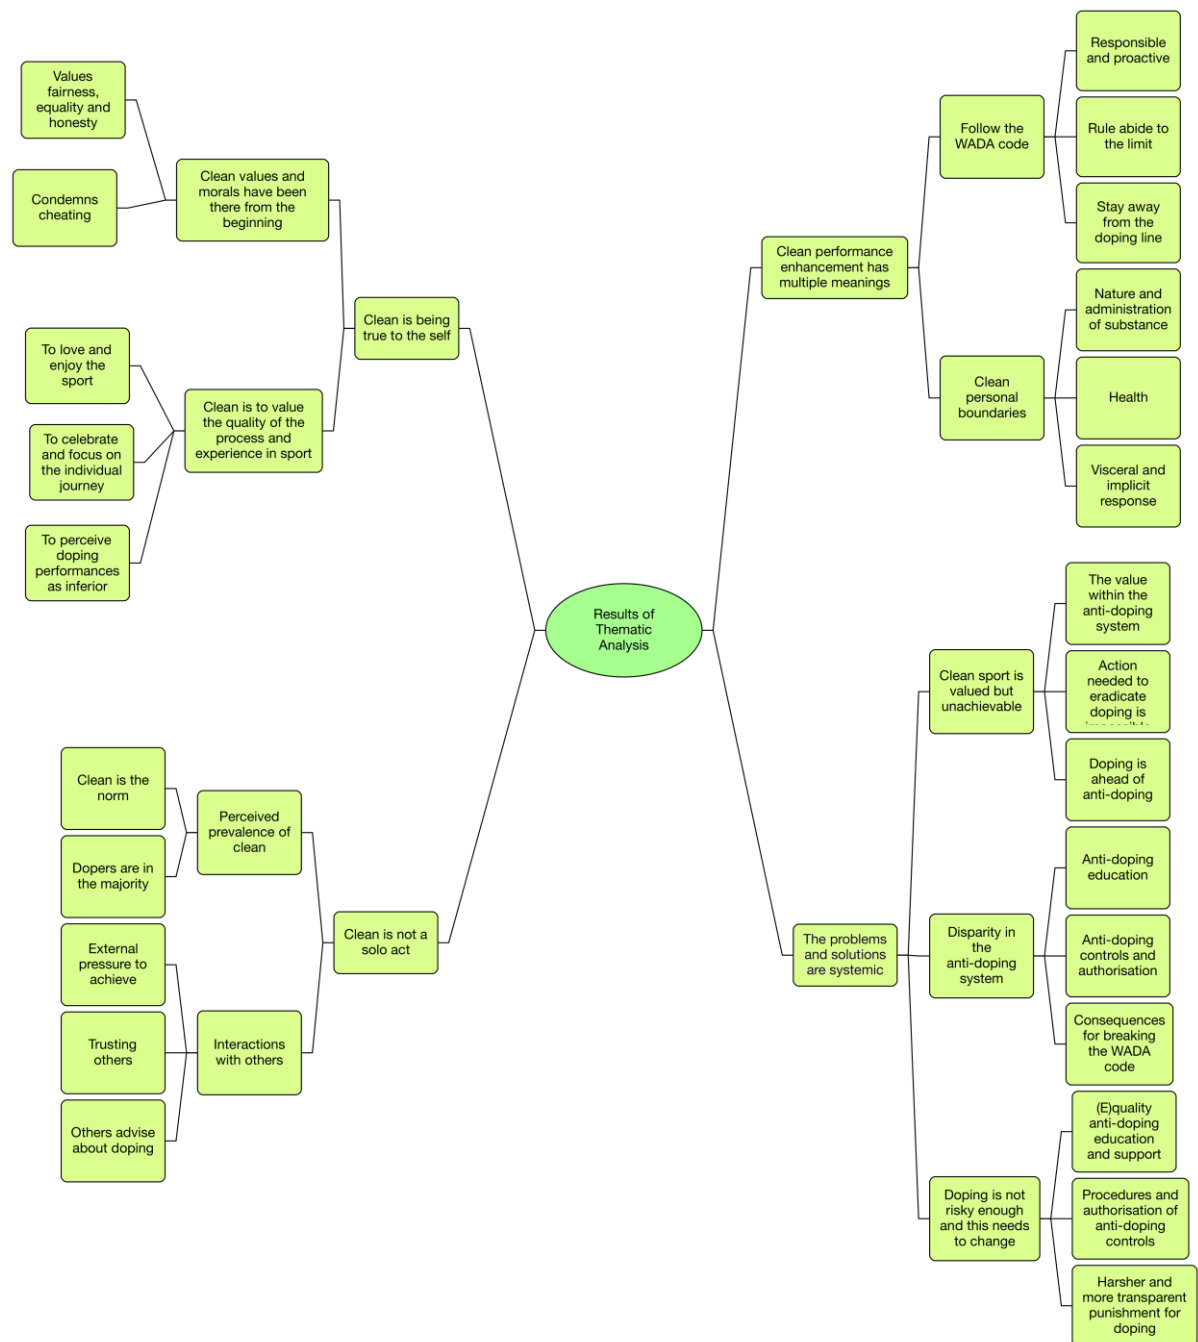 Values
fairness,
equality and
honesty
Condemns
cheating
Clean values and
morals have been
there from the
beginning
To love and
enjoy the
sport
To celebrate
and focus on
the individual
journey
To perceive
doping
performances
as inferior
Clean is to value
the quality of the
process and
experience in sport
Clean is being
true to the self
Clean is the
norm
Dopers are in
the majority
Perceived
prevalence of
clean
External
pressure to
achieve
Trusting
others
Others advise
about doping
Interactions
with others
Clean is not a
solo act
Results of
Thematic
Analysis
Clean performance
enhancement has
multiple meanings
Follow the
WADA code
Responsible
and proactive
Rule abide to
the limit
Stay away
from the
doping line
Clean
personal
boundaries
Nature and
administration
of substance
Health
Visceral and
implicit
response
The problems
and solutions
are systemic
Clean sport is
valued but
unachievable
The value
within the
anti-doping
system
Action
needed to
eradicate
doping is
Doping is
ahead of
anti-doping
Disparity in
the
anti-doping
system
Anti-doping
education
Anti-doping
controls and
authorisation
Consequences
for breaking
the WADA
code
Doping is not
risky enough
and this needs
to change
(E)quality
anti-doping
education
and support
Procedures and
authorisation of
anti-doping
controls
Harsher and
more transparent
punishment for
doping